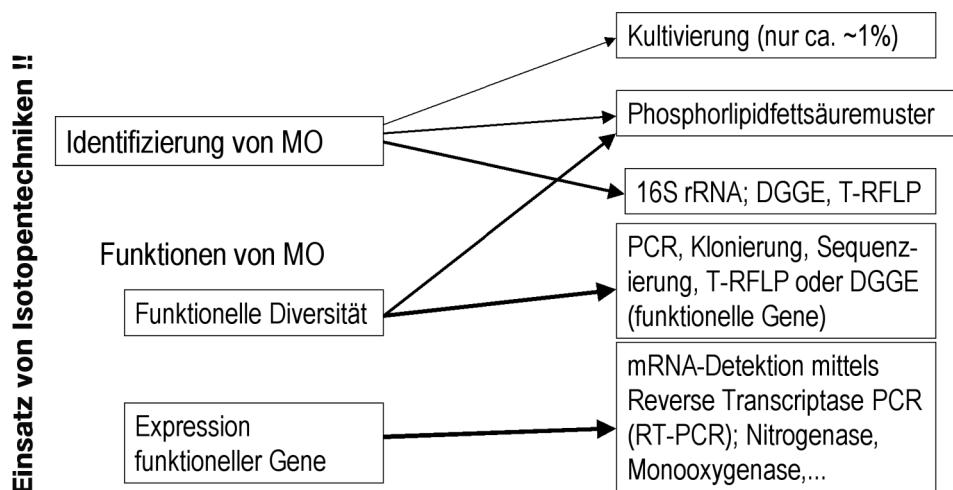 Einsatz von Isotopentechniken !!
Identifizierung von MO
Funktionen von MO
Funktionelle Diversität
Expression
funktioneller Gene
Kultivierung (nur ca. ~1%)
Phosphorlipidfettsäuremuster
16S rRNA; DGGE, T-RFLP
PCR, Klonierung, Sequenz-
ierung, T-RFLP oder DGGE
(funktionelle Gene)
mRNA-Detektion mittels
Reverse Transcriptase PCR
(RT-PCR); Nitrogenase,
Monooxygenase,...